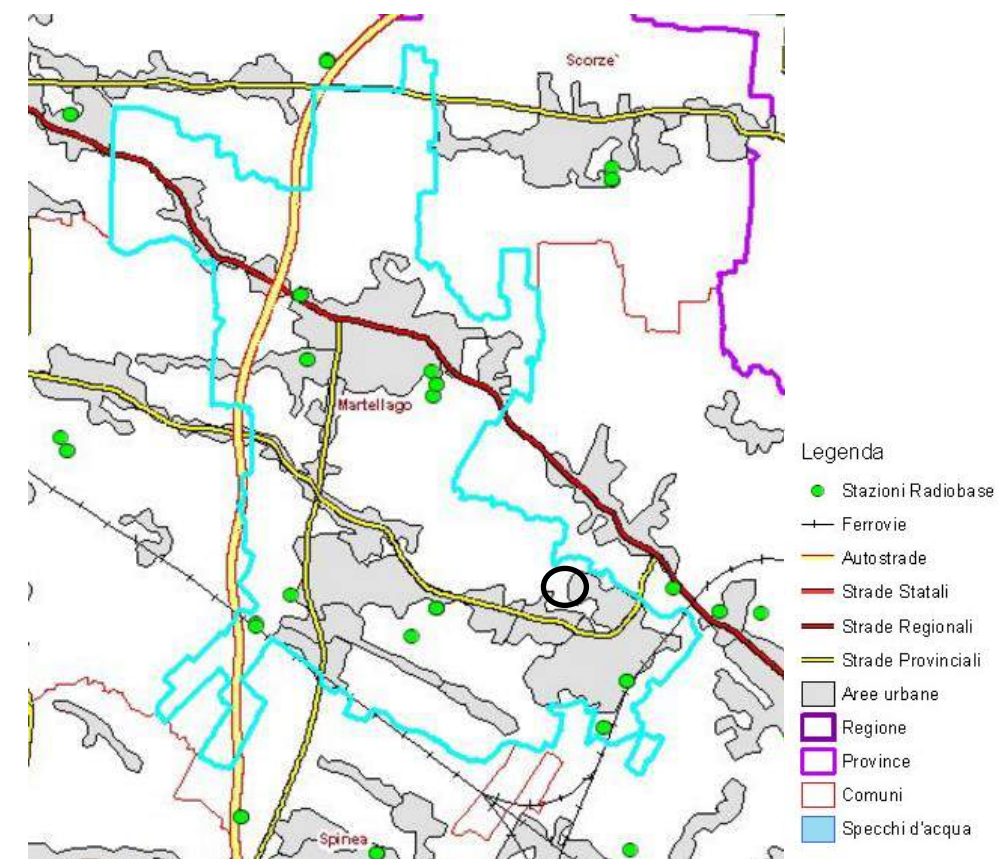 Scorze`
Martellago
Spinea
Legenda
Stazioni Radiobase
Ferrovie
Autostrade
Strade Statali
Strade Regionali
Strade Provinciali
Aree urbane
Regione
Province
Comuni
Specchi d'acqua